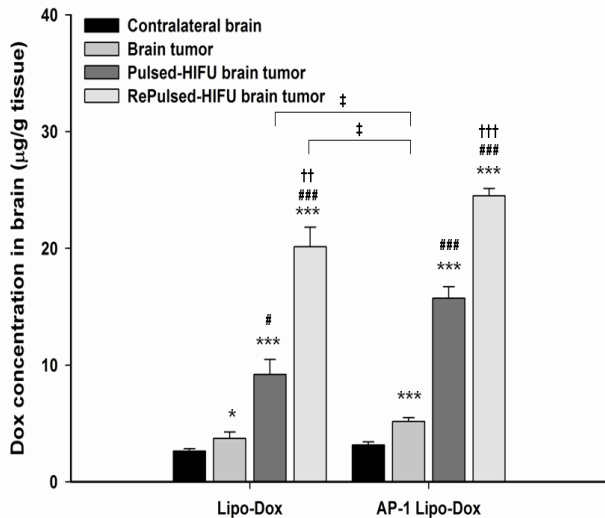 Dox concentration in brain (μg/g tissue)
40
30
20
10
0
Contralateral brain
Brain tumor
Pulsed-HIFU brain tumor
RePulsed-HIFU brain tumor
‡
‡
††
###
***
#
***
*
†††
###
***
###
***
***
Lipo-Dox
AP-1 Lipo-Dox